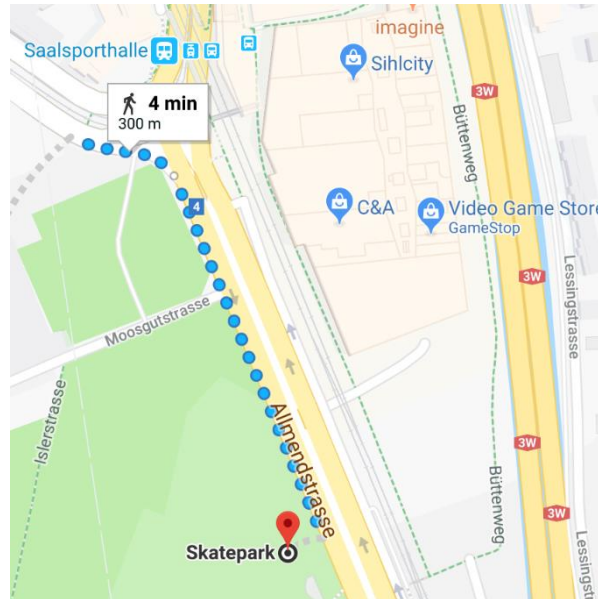 imagine
Saalsporthalle
Sihlcity
4 min
300 m
3W
Büttenweg
4
C&A
Video Game Store
GameStop
Lessingstrasse
3W
Moosgutstrasse
Islerstrasse
Allmendstrasse
3W
Büttenweg
3W
Lessingstrasse
Skatepark